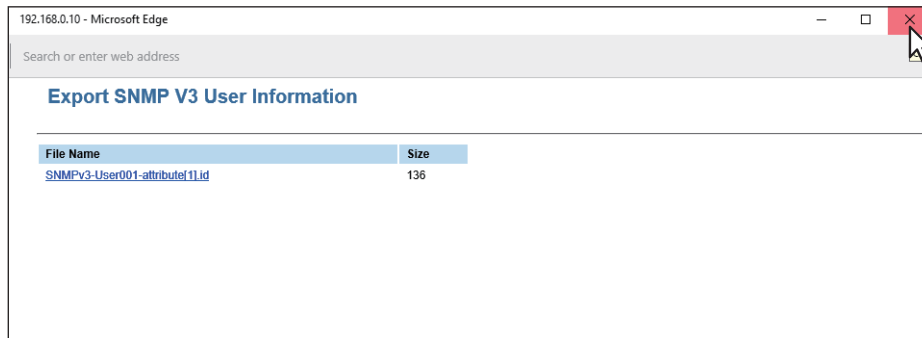 192.168.0.10 - Microsoft Edge
Search or enter web address
Export SNMP V3 User Information
File Name Size
SNMPv3-User001-attribute[1].id 136